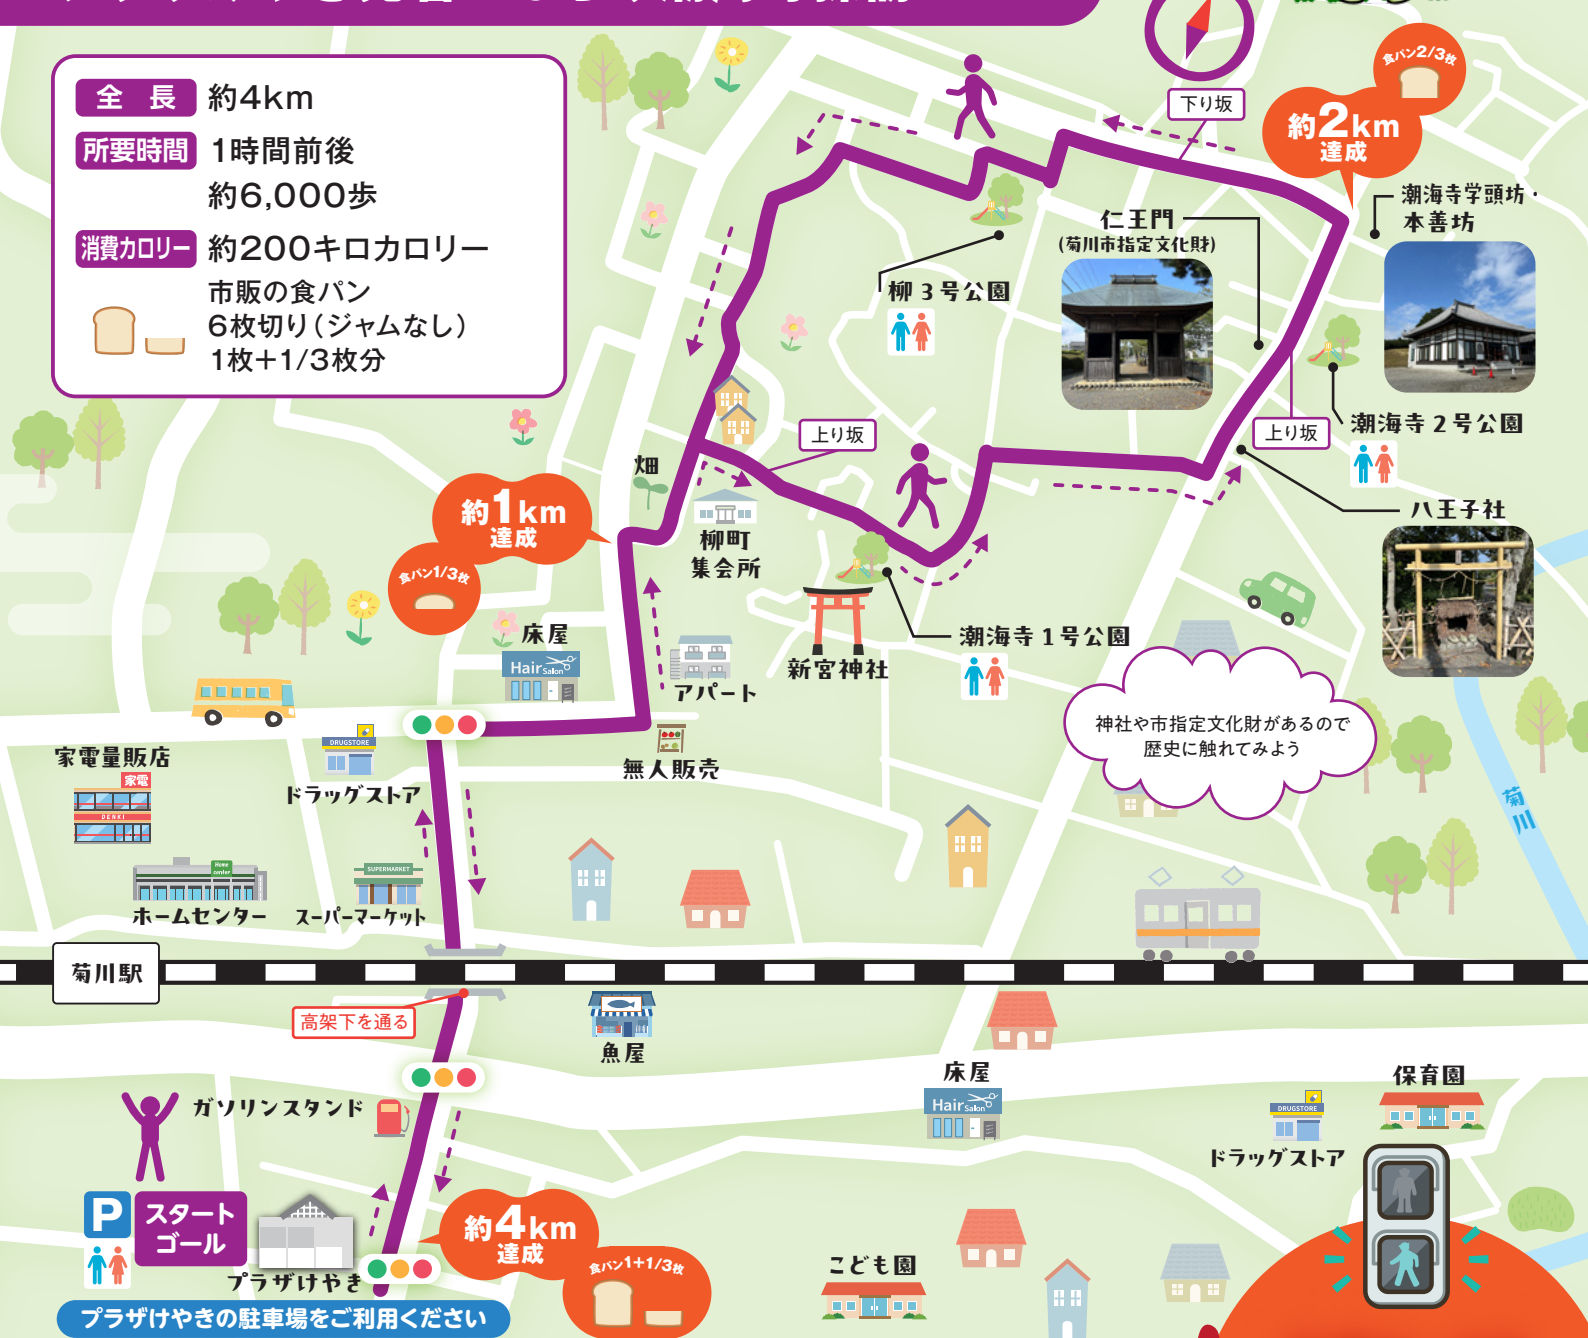 全長 約4km
所要時間 1時間前後
約6,000歩
消費カロリー 約200キロカロリー
市販の食パン
6枚切り（ジャムなし）
1枚+1/3枚分
下り坂
食パン2/3枚
約2km
達成
潮海寺学頭坊・
本善坊
仁王門
(菊川市指定文化財)
柳3号公園
潮海寺2号公園
上り坂
上り坂
八王子社
畑
約1km
達成
食パン1/3枚
柳町
集会所
床屋
Hair Salon
アパート
新宮神社
潮海寺1号公園
神社や市指定文化財があるので
歴史に触れてみよう
家電量販店
家電
DENKI
DRUGSTORE
ドラッグストア
無人販売
菊川
Home center
ホームセンター
SUPERMARKET
スーパーマーケット
菊川駅
高架下を通る
魚屋
床屋
Hair Salon
保育園
DRUGSTORE
ドラッグストア
ガソリンスタンド
P
スタート
ゴール
プラザけやき
約4km
達成
食パン1+1/3枚
こども園
プラザけやきの駐車場をご利用ください